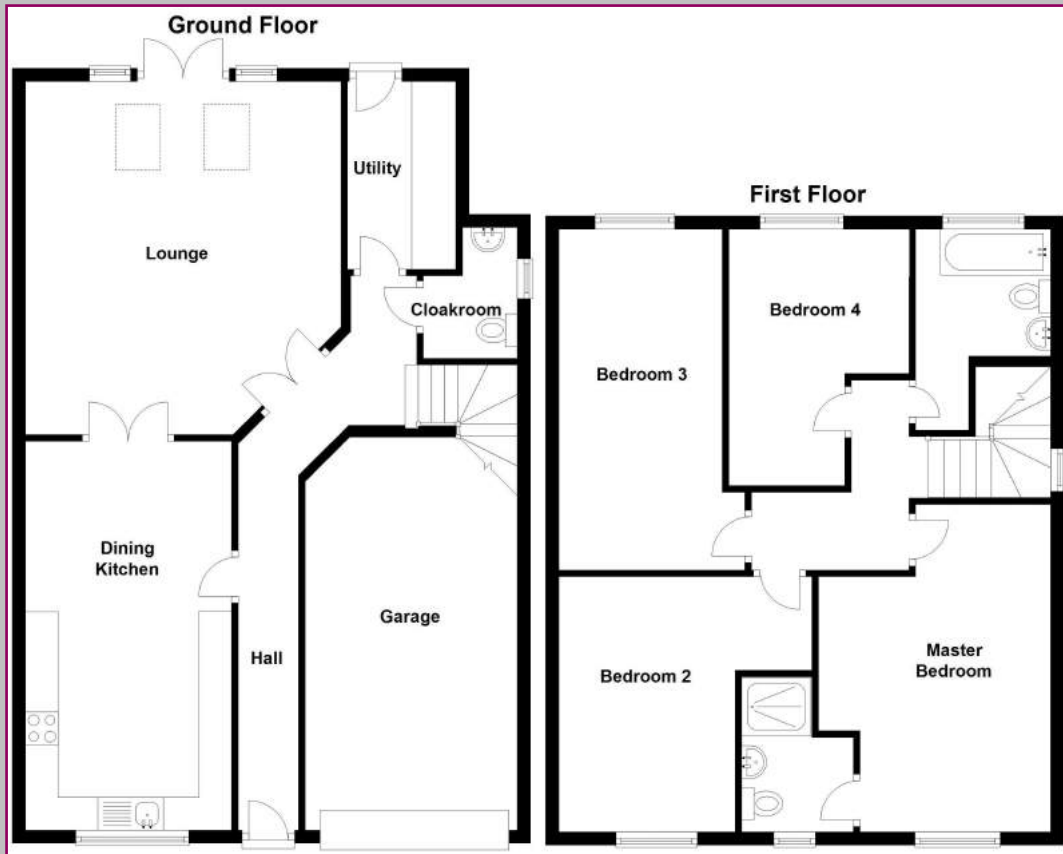 Ground Floor
Utility
Lounge
Cloakroom
Dining
Kitchen
Garage
Hall
First Floor
Bedroom 4
Bedroom 3
Master
Bedroom
Bedroom 2